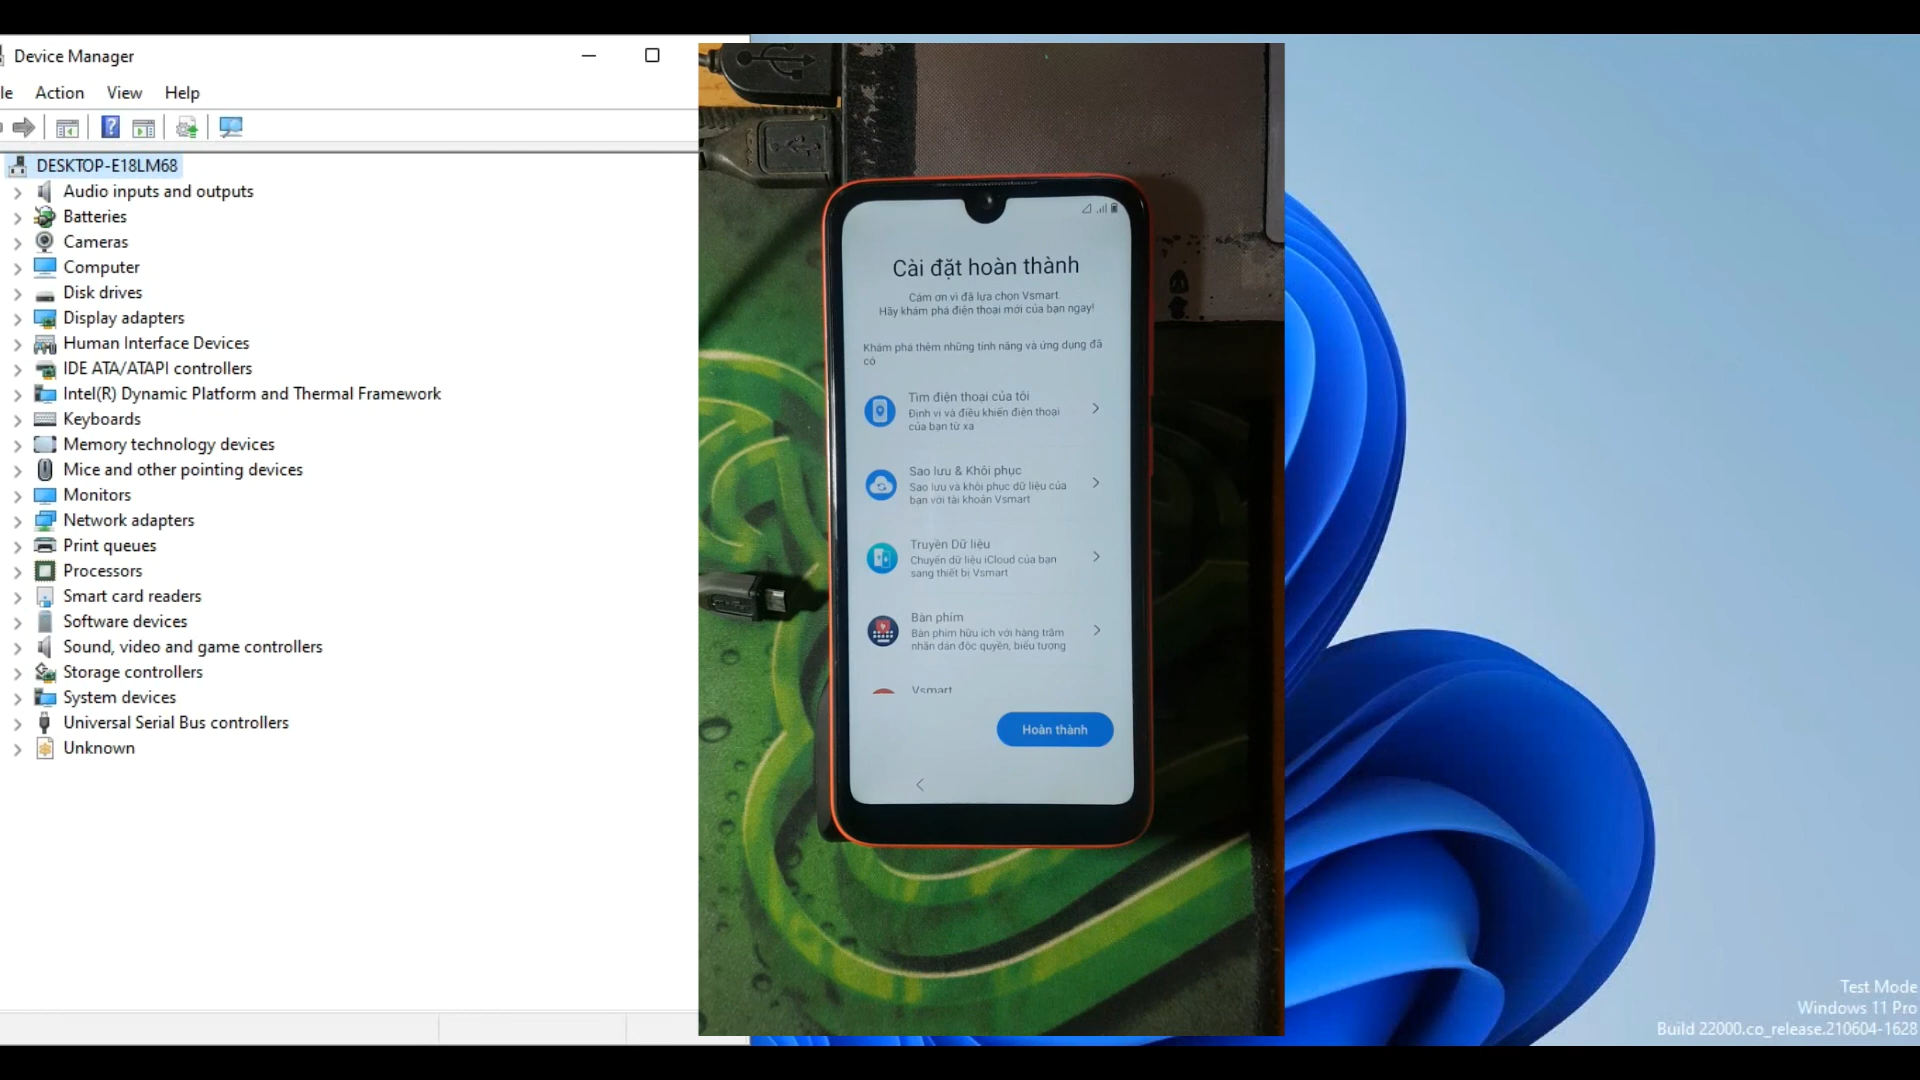 Device Manager
le Action View Help
DESKTOP-E18LM68
Audio inputs and outputs
Batteries
Cameras
Computer
Disk drives
Display adapters
Human Interface Devices
IDE ATA/ATAPI controllers
Intel(R) Dynamic Platform and Thermal Framework
Keyboards
Memory technology devices
Mice and other pointing devices
Monitors
Network adapters
Print queues
Processors
Smart card readers
Software devices
Sound, video and game controllers
Storage controllers
System devices
Universal Serial Bus controllers
Unknown
Cài đặt hoàn thành
Cám ơn vì đã lựa chọn Vsmart
Hãy khám phá điện thoại mới của bạn ngay!
Khám phá thêm những tính năng và ứng dụng đã
có
Tìm điện thoại của tôi
Định vị và điều khiển điện thoại
của bạn từ xa
Sao lưu & Khôi phục
Sao lưu và khôi phục dữ liệu của
bạn với tài khoản Vsmart
Truyền Dữ liệu
Chuyển dữ liệu iCloud của bạn
sang thiết bị Vsmart
Bàn phím
Bàn phím hữu ích với hàng trăm
nhãn dán độc quyền, biểu tượng
Vsmart
Hoàn thành
Test Mode
Windows 11 Pro
Build 22000.co_release.210604-1628